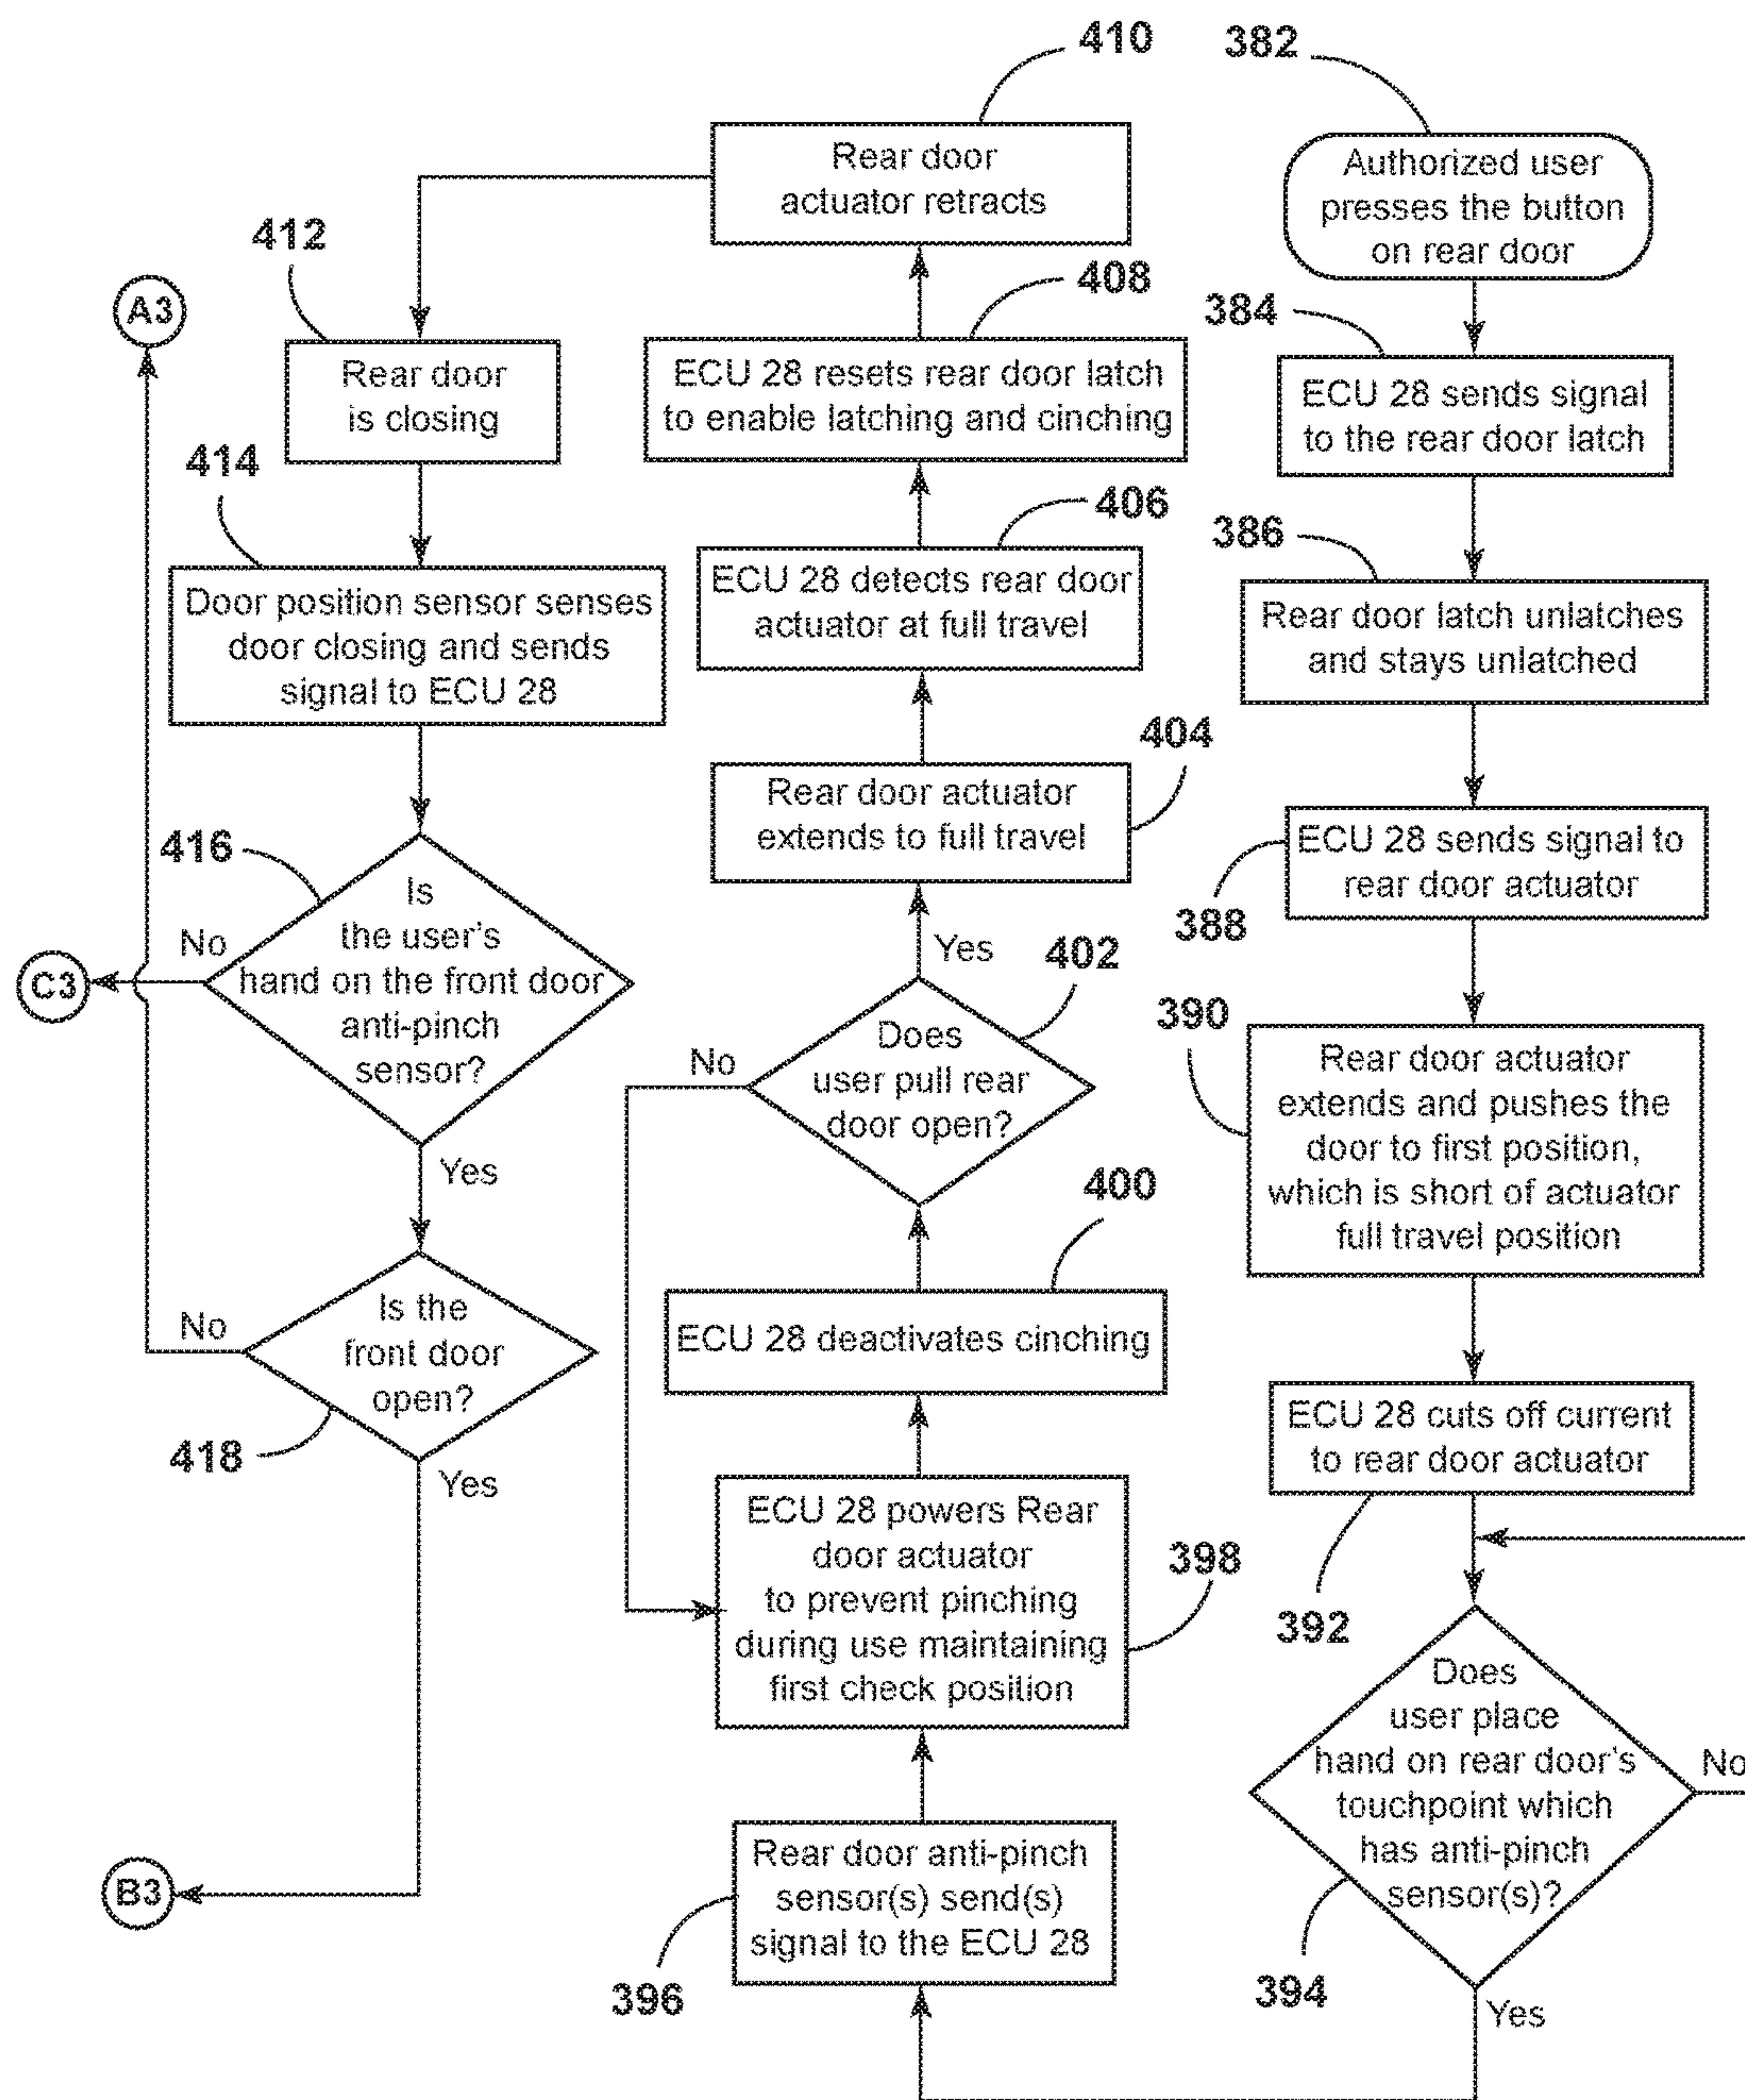 382
Authorized user
presses the button
on rear door
384
ECU 28 sends signal
to the rear door latch
386
Rear door latch unlatches
and stays unlatched
388
ECU 28 sends signal to
rear door actuator
390
Rear door actuator
extends and pushes the
door to first position,
which is short of actuator
full travel position
392
ECU 28 cuts off current
to rear door actuator
394
Does
user place
hand on rear door's
touchpoint which
has anti-pinch
sensor(s)?
No
Yes
396
Rear door anti-pinch
sensor(s) send(s)
signal to the ECU 28
398
ECU 28 powers Rear
door actuator
to prevent pinching
during use maintaining
first check position
400
ECU 28 deactivates cinching
402
Does
user pull rear
door open?
No
Yes
404
Rear door actuator
extends to full travel
406
ECU 28 detects rear door
actuator at full travel
408
ECU 28 resets rear door latch
to enable latching and cinching
410
Rear door
actuator retracts
412
Rear door
is closing
414
Door position sensor senses
door closing and sends
signal to ECU 28
416
Is
the user's
hand on the front door
anti-pinch
sensor?
No
C3
Yes
418
Is the
front door
open?
No
A3
Yes
B3